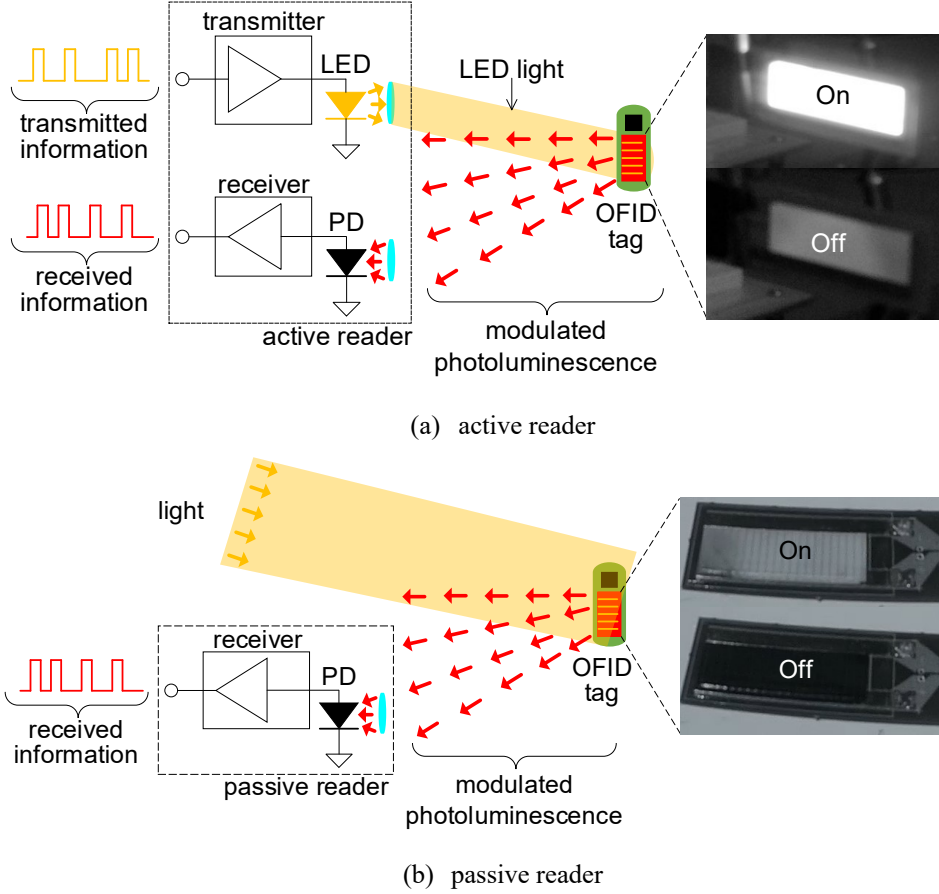 transmitter
LED
LED light
On
transmitted
information
receiver
PD
OFID
tag
Off
received
information
active reader
modulated
photoluminescence
(a) active reader
light
On
receiver
PD
OFID
tag
Off
received
information
passive reader
modulated
photoluminescence
(b) passive reader